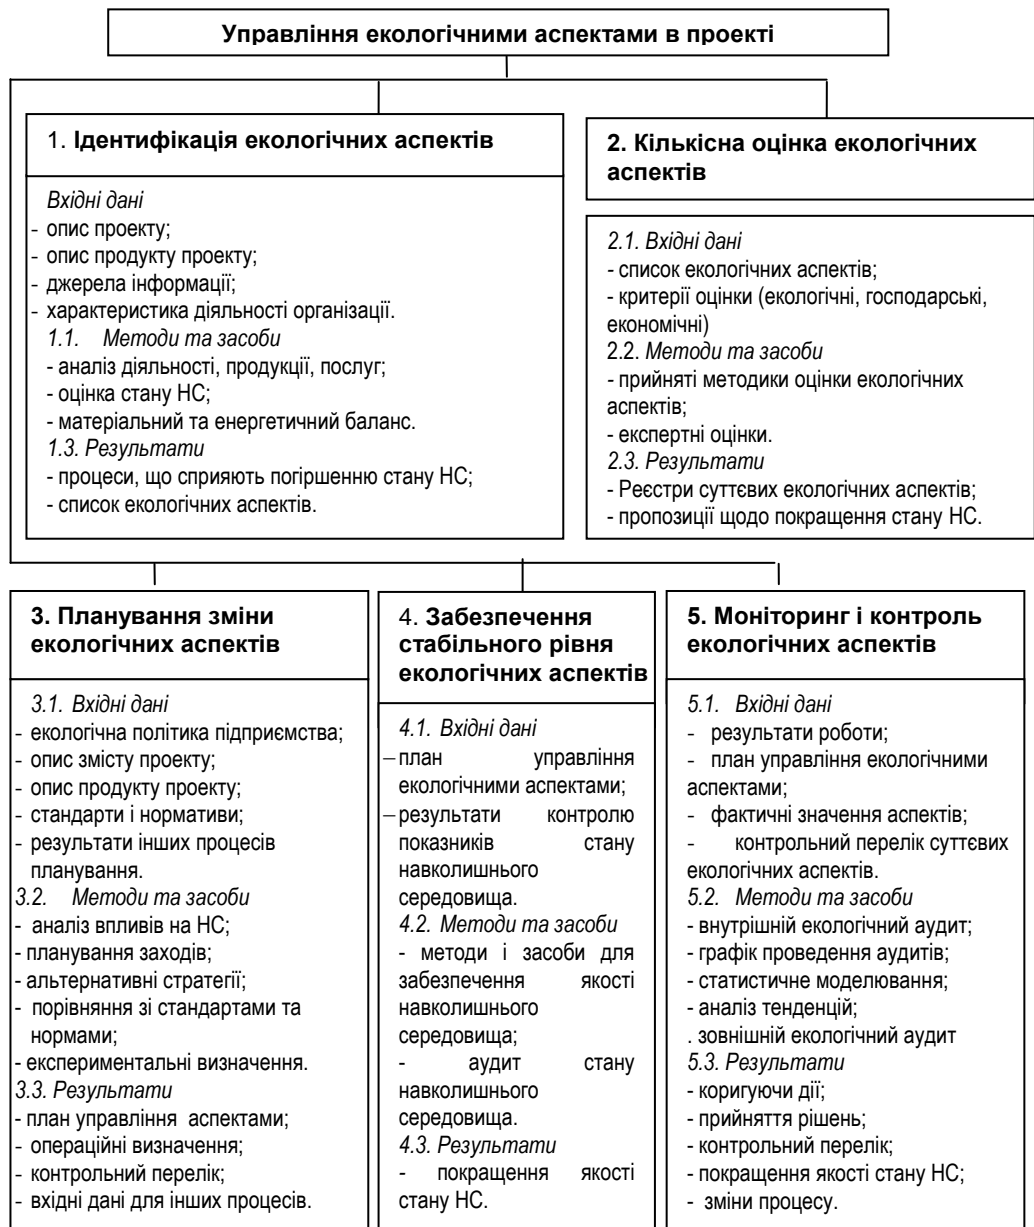 Управління екологічними аспектами в проекті
1. Ідентифікація екологічних аспектів
Вхідні дані
- опис проекту;
- опис продукту проекту;
- джерела інформації;
- характеристика діяльності організації.
1.1. Методи та засоби
- аналіз діяльності, продукції, послуг;
- оцінка стану НС;
- матеріальний та енергетичний баланс.
1.3. Результати
- процеси, що сприяють погіршенню стану НС;
- список екологічних аспектів.
2. Кількісна оцінка екологічних
аспектів
2.1. Вхідні дані
- список екологічних аспектів;
- критерії оцінки (екологічні, господарські,
економічні)
2.2. Методи та засоби
- прийняті методики оцінки екологічних
аспектів;
- експертні оцінки.
2.3. Результати
- Реєстри суттєвих екологічних аспектів;
- пропозиції щодо покращення стану НС.
3. Планування зміни
екологічних аспектів
3.1. Вхідні дані
- екологічна політика підприємства;
- опис змісту проекту;
- опис продукту проекту;
- стандарти і нормативи;
- результати інших процесів
планування.
3.2. Методи та засоби
- аналіз впливів на НС;
- планування заходів;
- альтернативні стратегії;
- порівняння зі стандартами та
нормами;
- експериментальні визначення.
3.3. Результати
- план управління аспектами;
- операційні визначення;
- контрольний перелік;
- вхідні дані для інших процесів.
4. Забезпечення
стабільного рівня
екологічних аспектів
4.1. Вхідні дані
– план управління
екологічними аспектами;
– результати контролю
показників стану
навколишнього
середовища.
4.2. Методи та засоби
- методи і засоби для
забезпечення якості
навколишнього
середовища;
- аудит стану
навколишнього
середовища.
4.3. Результати
- покращення якості
стану НС.
5. Моніторинг і контроль
екологічних аспектів
5.1. Вхідні дані
- результати роботи;
- план управління екологічними
аспектами;
- фактичні значення аспектів;
- контрольний перелік суттєвих
екологічних аспектів.
5.2. Методи та засоби
- внутрішній екологічний аудит;
- графік проведення аудитів;
- статистичне моделювання;
- аналіз тенденцій;
. зовнішній екологічний аудит
5.3. Результати
- коригуючи дії;
- прийняття рішень;
- контрольний перелік;
- покращення якості стану НС;
- зміни процесу.